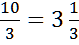 10/3 = 3 1/3